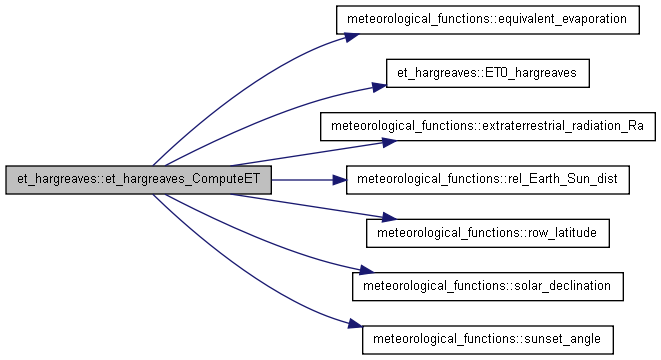 meteorological_functions::equivalent_evaporation
et_hargreaves::ET0_hargreaves
meteorological_functions::extraterrestrial_radiation_Ra
et_hargreaves::et_hargreaves_ComputeET
meteorological_functions::rel_Earth_Sun_dist
meteorological_functions::row_latitude
meteorological_functions::solar_declination
meteorological_functions::sunset_angle